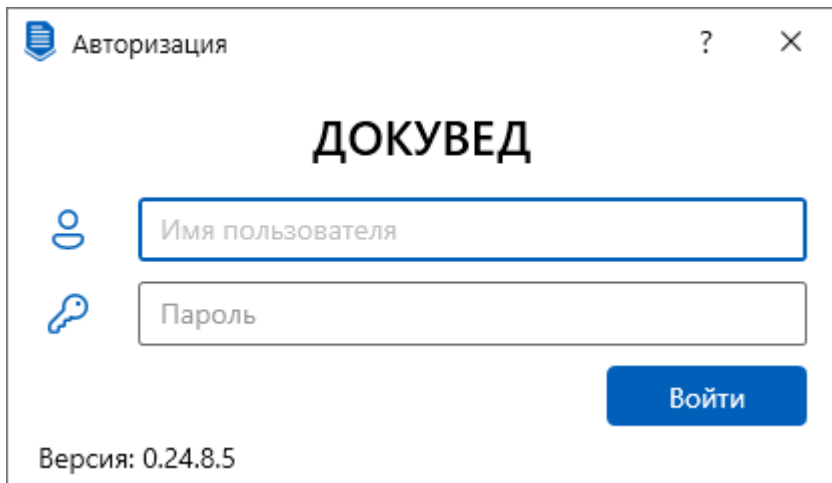 Авторизация ?
ДОКУВЕД
Имя пользователя
Пароль
Войти
Версия: 0.24.8.5